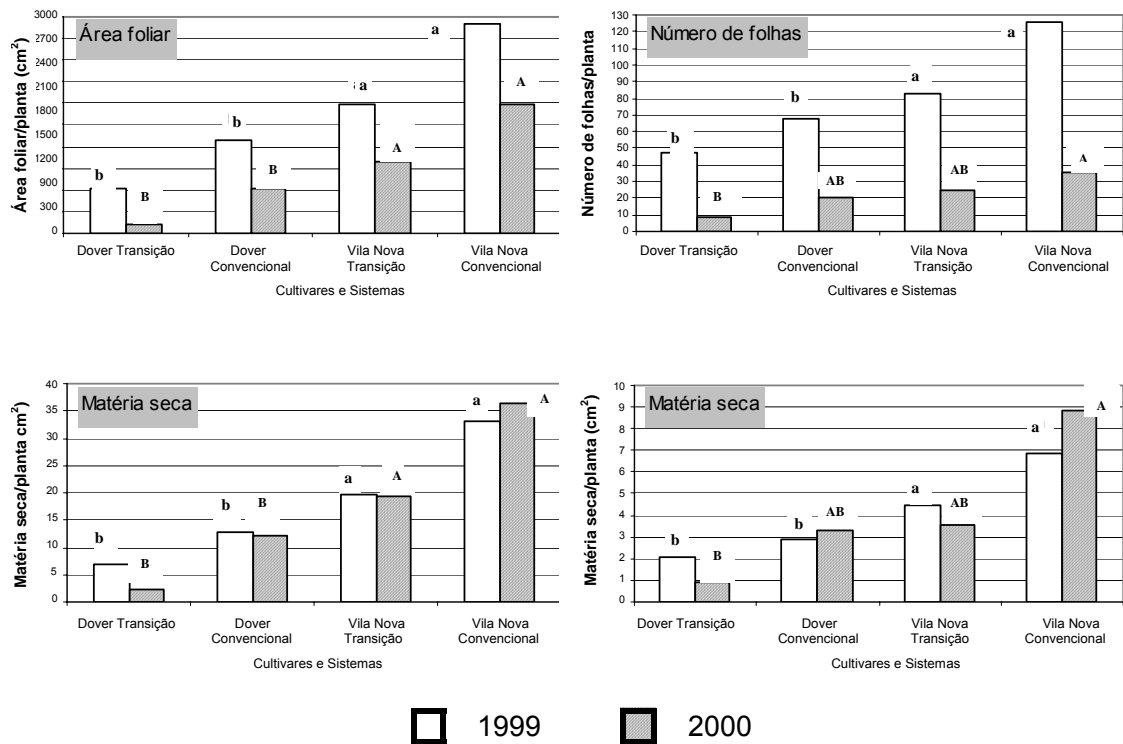 Área foliar
Área foliar/planta (cm²)
3000
2700
2400
2100
1800
1500
1200
900
600
300
0
b
B
b
B
a
A
a
A
Dover Transição
Dover
Convencional
Vila Nova
Transição
Vila Nova
Convencional
Cultivares e Sistemas
Número de folhas
Número de folhas/planta
130
120
110
100
90
80
70
60
50
40
30
20
10
0
b
B
b
AB
a
AB
a
A
Dover Transição
Dover
Convencional
Vila Nova
Transição
Vila Nova
Convencional
Cultivares e Sistemas
Matéria seca
Matéria seca/planta cm²)
40
35
30
25
20
15
10
5
0
b
B
b
B
a
A
a
A
Dover Transição
Dover
Convencional
Vila Nova
Transição
Vila Nova
Convencional
Cultivares e Sistemas
Matéria seca
Matéria seca/planta (cm²)
10
9
8
7
6
5
4
3
2
1
0
b
B
b
AB
a
AB
a
A
Dover Transição
Dover
Convencional
Vila Nova
Transição
Vila Nova
Convencional
Cultivares e Sistemas
1999
2000